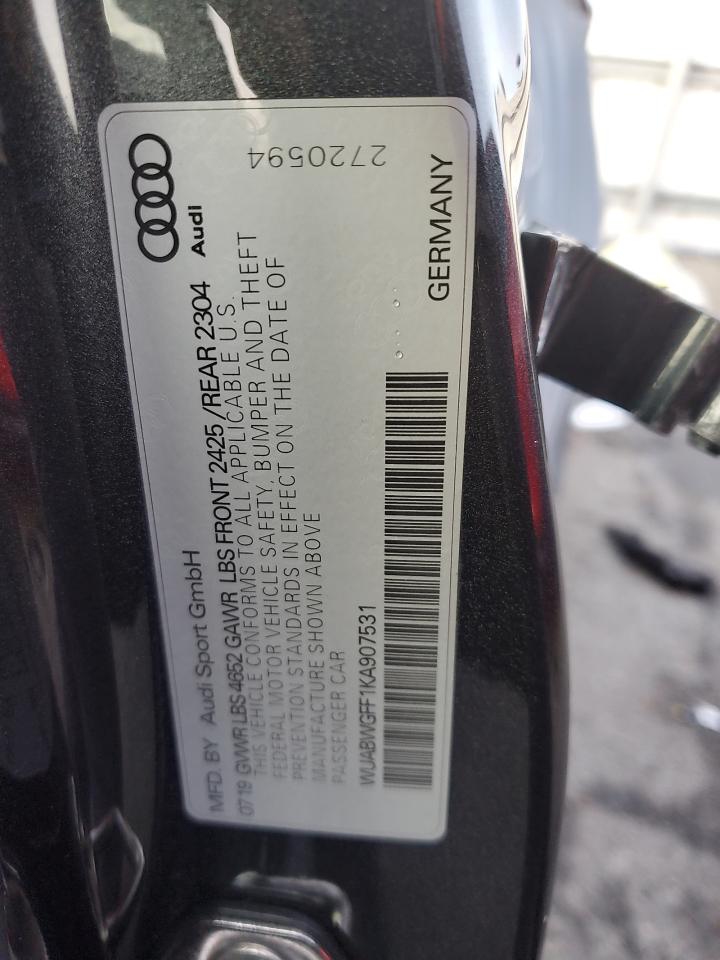 MFD. BY Audi Sport GmbH
Audi
0719 GVWR LBS 4652 GAWR LBS FRONT 2425 /REAR 2304
THIS VEHICLE CONFORMS TO ALL APPLICABLE U.S.
FEDERAL MOTOR VEHICLE SAFETY, BUMPER AND THEFT
PREVENTION STANDARDS IN EFFECT ON THE DATE OF
MANUFACTURE SHOWN ABOVE
PASSENGER CAR
WUABWGFF1KA907531
GERMANY
2720594